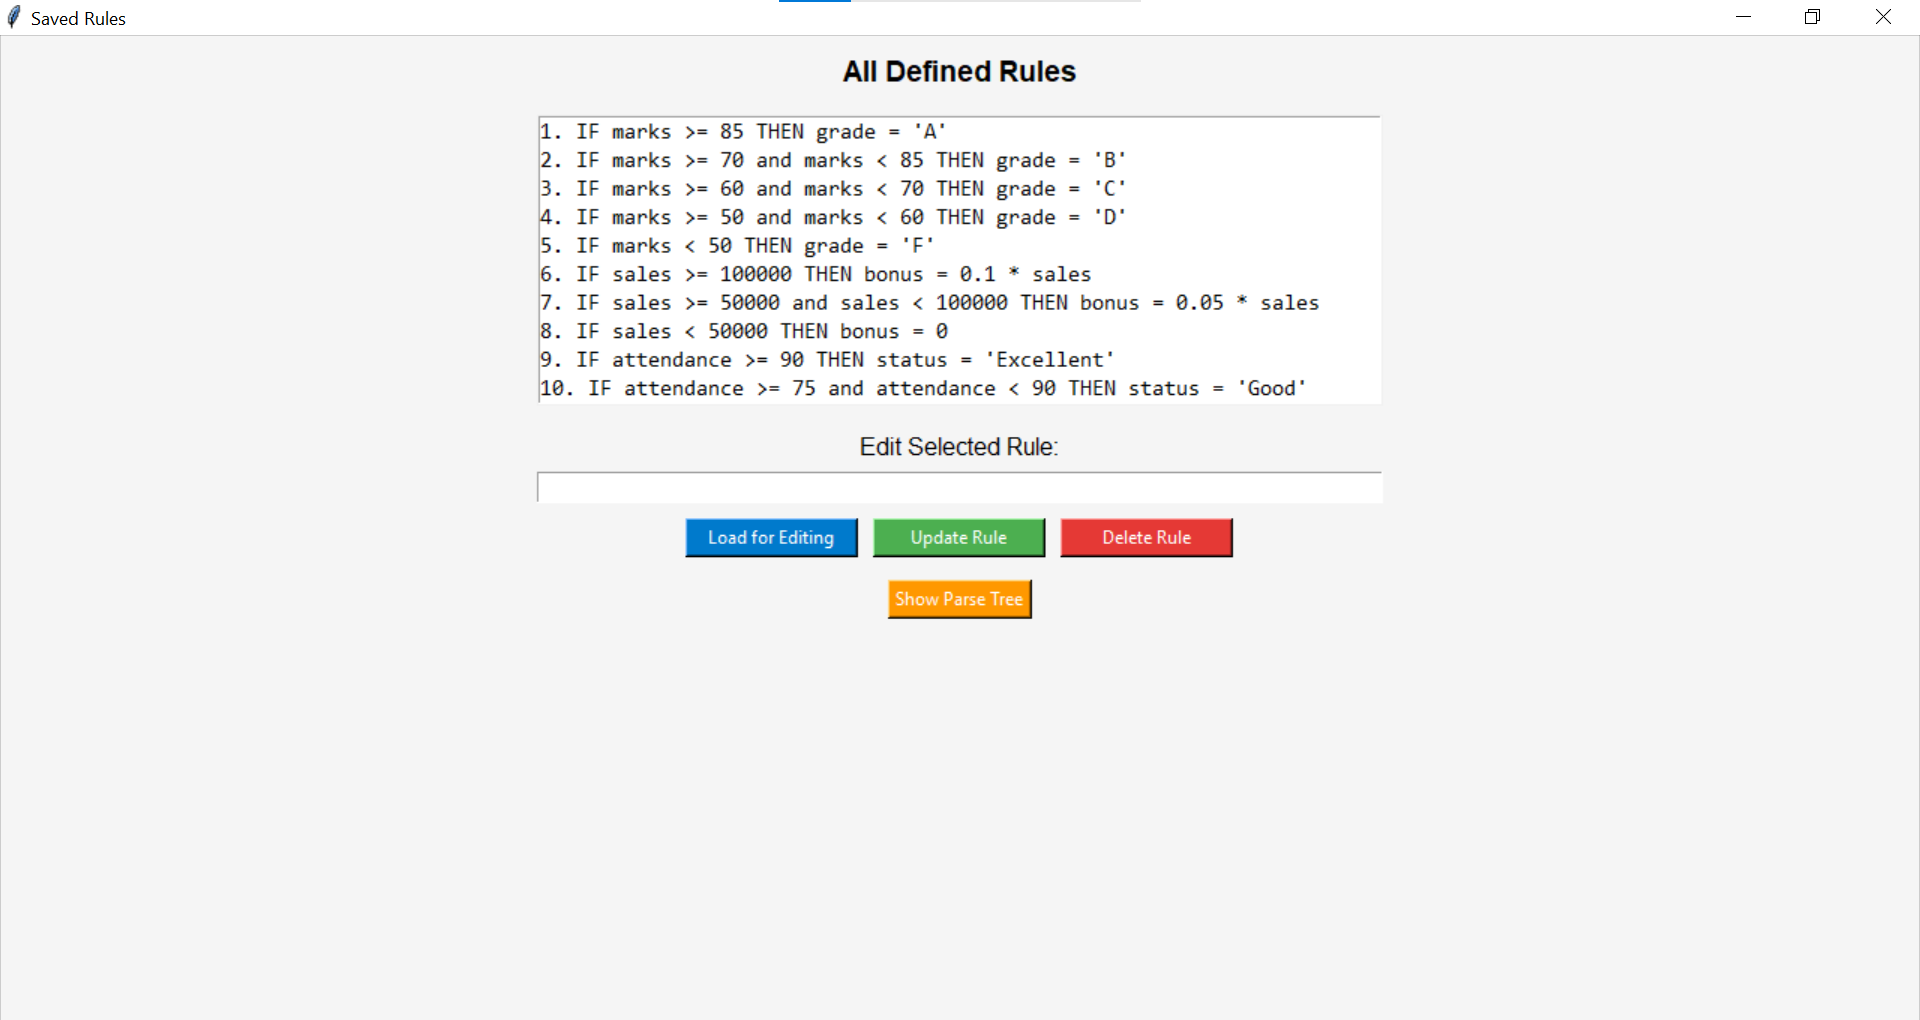 Saved Rules
All Defined Rules
1. IF marks >= 85 THEN grade = 'A'
2. IF marks >= 70 and marks < 85 THEN grade = 'B'
3. IF marks >= 60 and marks < 70 THEN grade = 'C'
4. IF marks >= 50 and marks < 60 THEN grade = 'D'
5. IF marks < 50 THEN grade = 'F'
6. IF sales >= 100000 THEN bonus = 0.1 * sales
7. IF sales >= 50000 and sales < 100000 THEN bonus = 0.05 * sales
8. IF sales < 50000 THEN bonus = 0
9. IF attendance >= 90 THEN status = 'Excellent'
10. IF attendance >= 75 and attendance < 90 THEN status = 'Good'
Edit Selected Rule:
Load for Editing Update Rule Delete Rule
Show Parse Tree